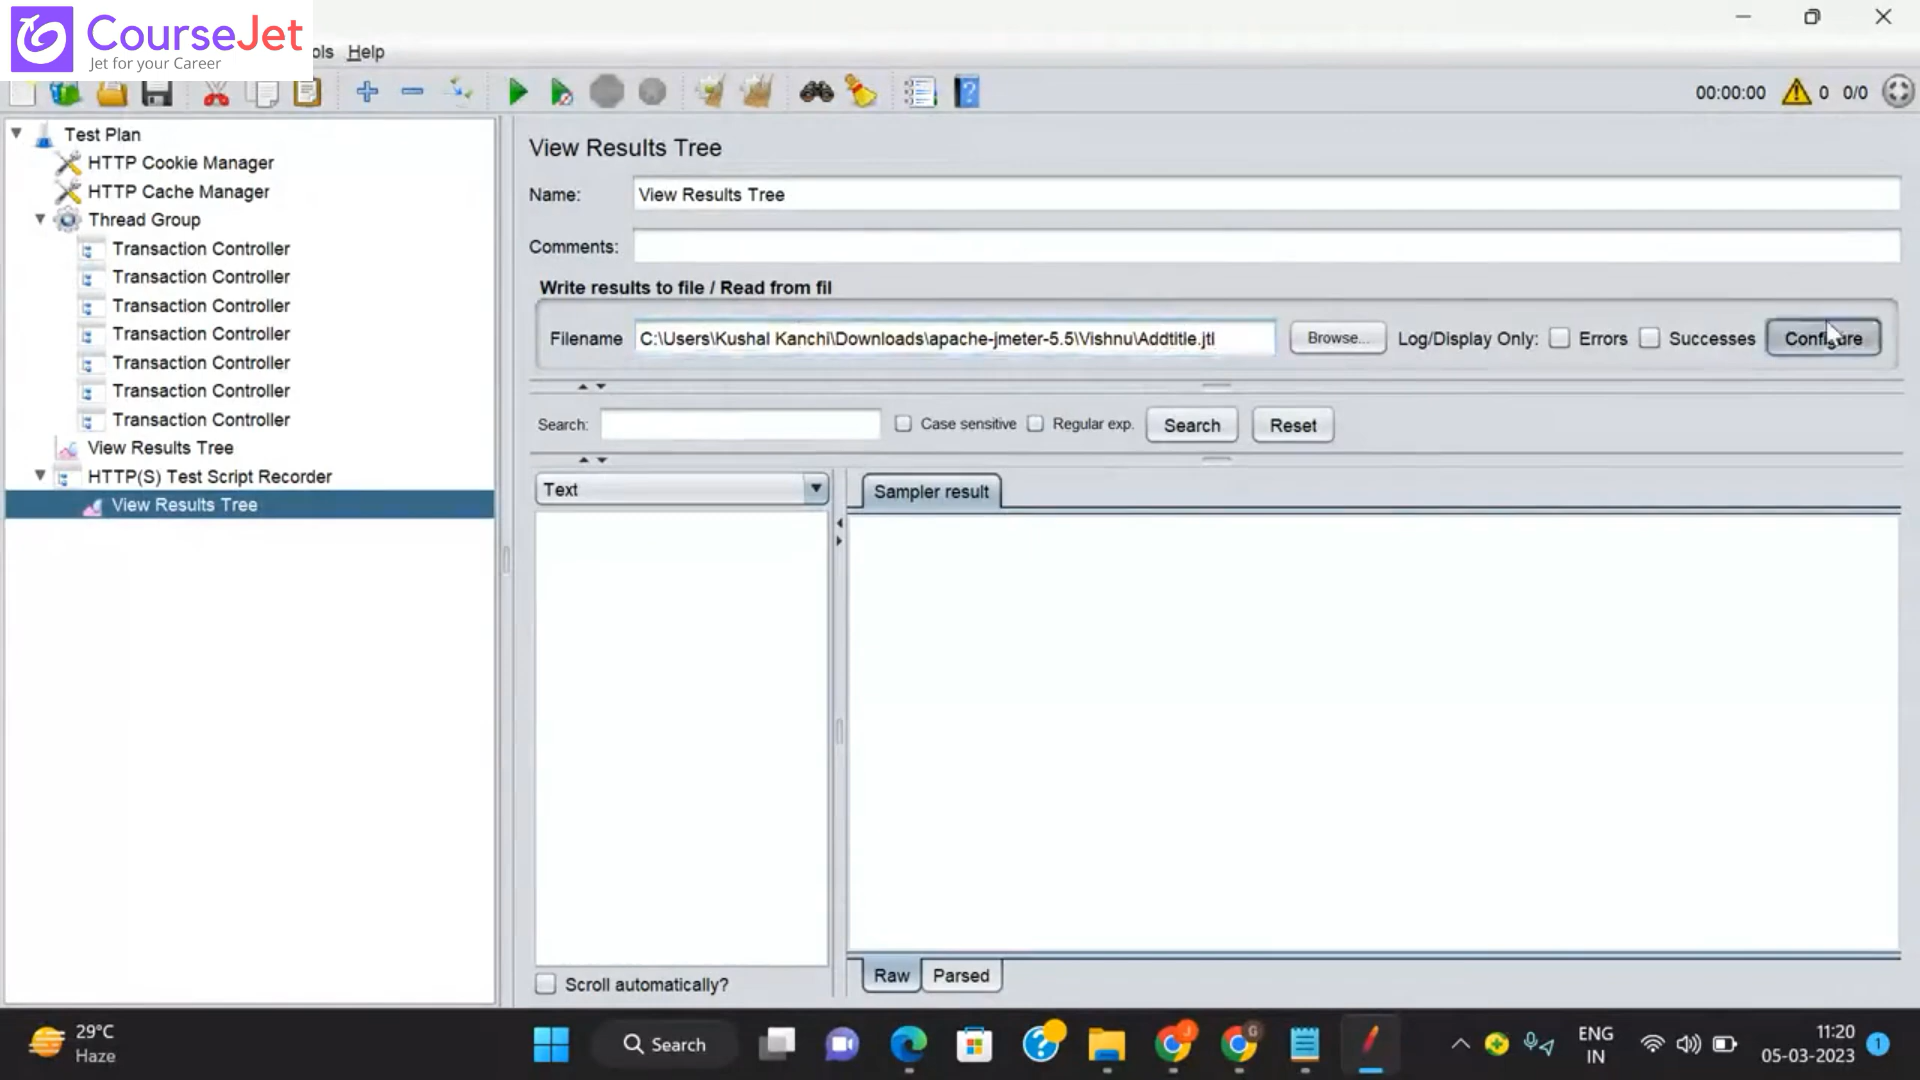 CourseJet
Jet for your Career
ols Help
00:00:00 0 0/0
Test Plan
HTTP Cookie Manager
HTTP Cache Manager
Thread Group
Transaction Controller
Transaction Controller
Transaction Controller
Transaction Controller
Transaction Controller
Transaction Controller
Transaction Controller
View Results Tree
HTTP(S) Test Script Recorder
View Results Tree
View Results Tree
Name: View Results Tree
Comments:
Write results to file / Read from fil
Filename C:\Users\Kushal Kanchi\Downloads\apache-jmeter-5.5\Vishnu\Addtitle.jtl Browse... Log/Display Only: Errors Successes Configure
Search: Case sensitive Regular exp. Search Reset
Text
Sampler result
Scroll automatically?
Raw Parsed
29°C
Haze
Search
ENG
IN
11:20
05-03-2023
1